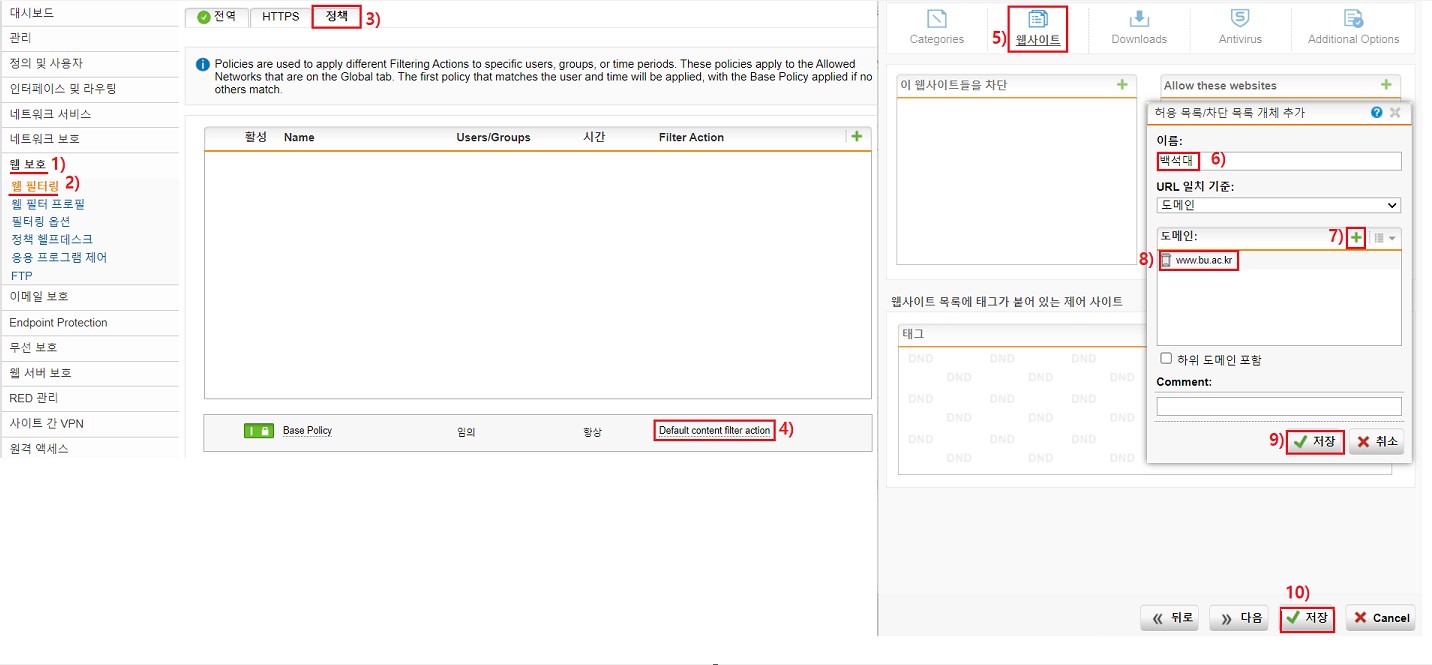 대시보드
관리
정의 및 사용자
인터페이스 및 라우팅
네트워크 서비스
네트워크 보호
웹 보호 1)
웹 필터링 2)
웹 필터 프로필
필터링 옵션
정책 헬프데스크
응용 프로그램 제어
FTP
이메일 보호
Endpoint Protection
무선 보호
웹 서버 보호
RED 관리
사이트 간 VPN
원격 액세스
전역 HTTPS 정책 3)
Policies are used to apply different Filtering Actions to specific users, groups, or time periods. These policies apply to the Allowed
Networks that are on the Global tab. The first policy that matches the user and time will be applied, with the Base Policy applied if no
others match.
활성 Name Users/Groups 시간 Filter Action
Base Policy 임의 항상 Default content filter action 4)
Categories 5) 웹사이트 Downloads Antivirus Additional Options
이 웹사이트들을 차단
Allow these websites
허용 목록/차단 목록 개체 추가
이름:
백석대 6)
URL 일치 기준:
도메인
도메인: 7)
8) www.bu.ac.kr
하위 도메인 포함
Comment:
9) 저장 취소
웹사이트 목록에 태그가 붙어 있는 제어 사이트
태그
DND DND DND
DND DND DND
DND DND DND
DND DND DND
DND DND DND
DND DND DND
10)
뒤로 다음 저장 Cancel